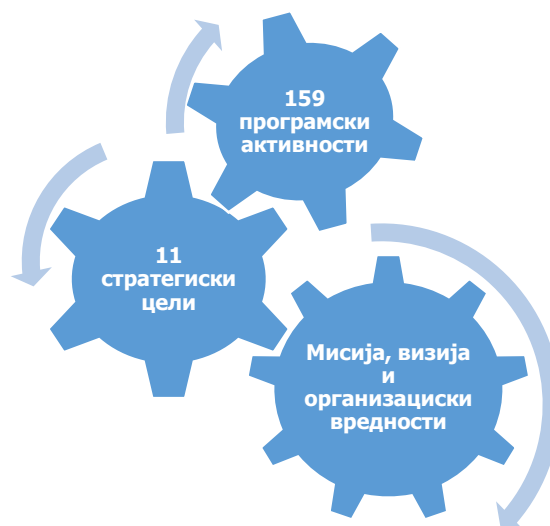 159
програмски
активности
11
стратегиски
цели
Мисија, визија
и
организациски
вредности